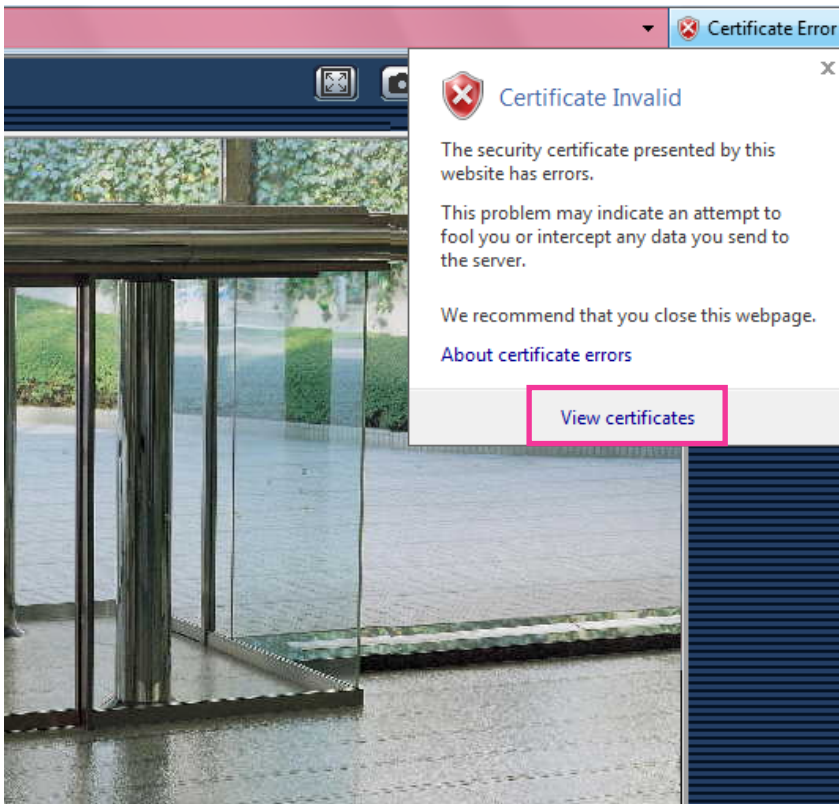 Certificate Error
Certificate Invalid
The security certificate presented by this
website has errors.
This problem may indicate an attempt to
fool you or intercept any data you send to
the server.
We recommend that you close this webpage.
About certificate errors
View certificates